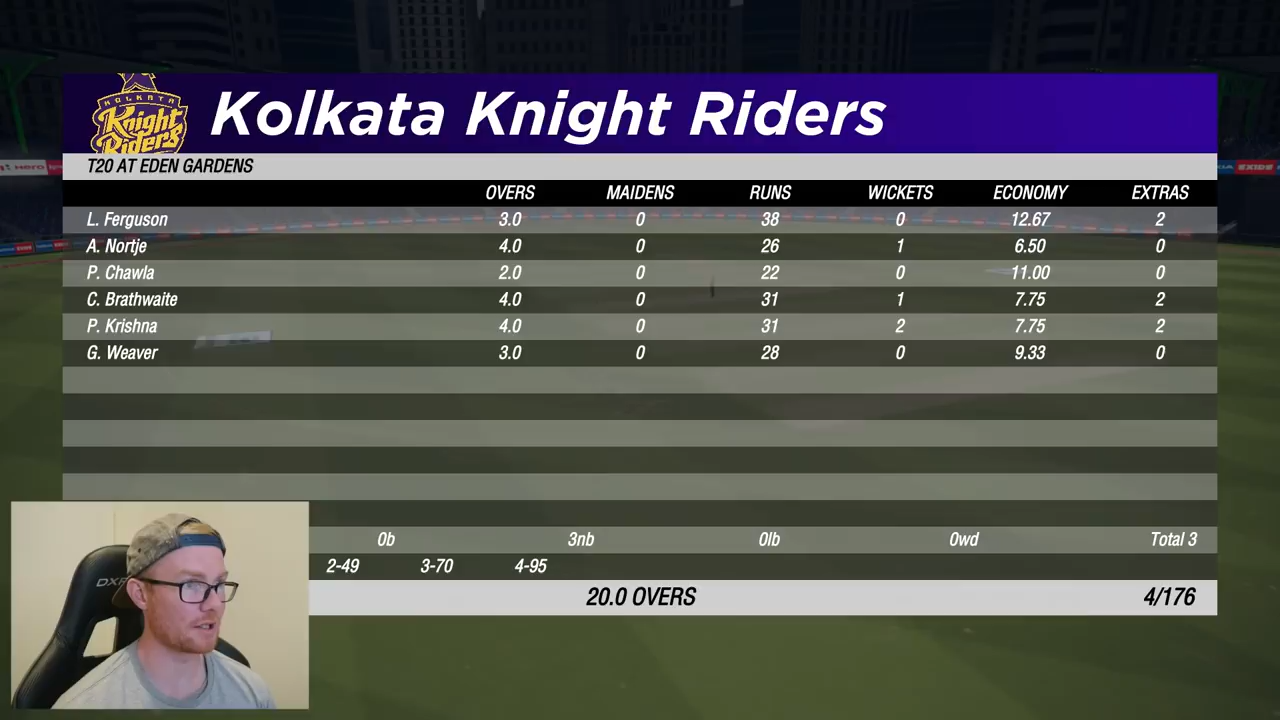 KOLKATA
Knight
Riders
Kolkata Knight Riders
T20 AT EDEN GARDENS
OVERS MAIDENS RUNS WICKETS ECONOMY EXTRAS
L. Ferguson 3.0 0 38 0 12.67 2
A. Nortje 4.0 0 26 1 6.50 0
P. Chawla 2.0 0 22 0 11.00 0
C. Brathwaite 4.0 0 31 1 7.75 2
P. Krishna 4.0 0 31 2 7.75 2
G. Weaver 3.0 0 28 0 9.33 0
0b 3nb 0lb 0wd Total 3
2-49 3-70 4-95
20.0 OVERS 4/176